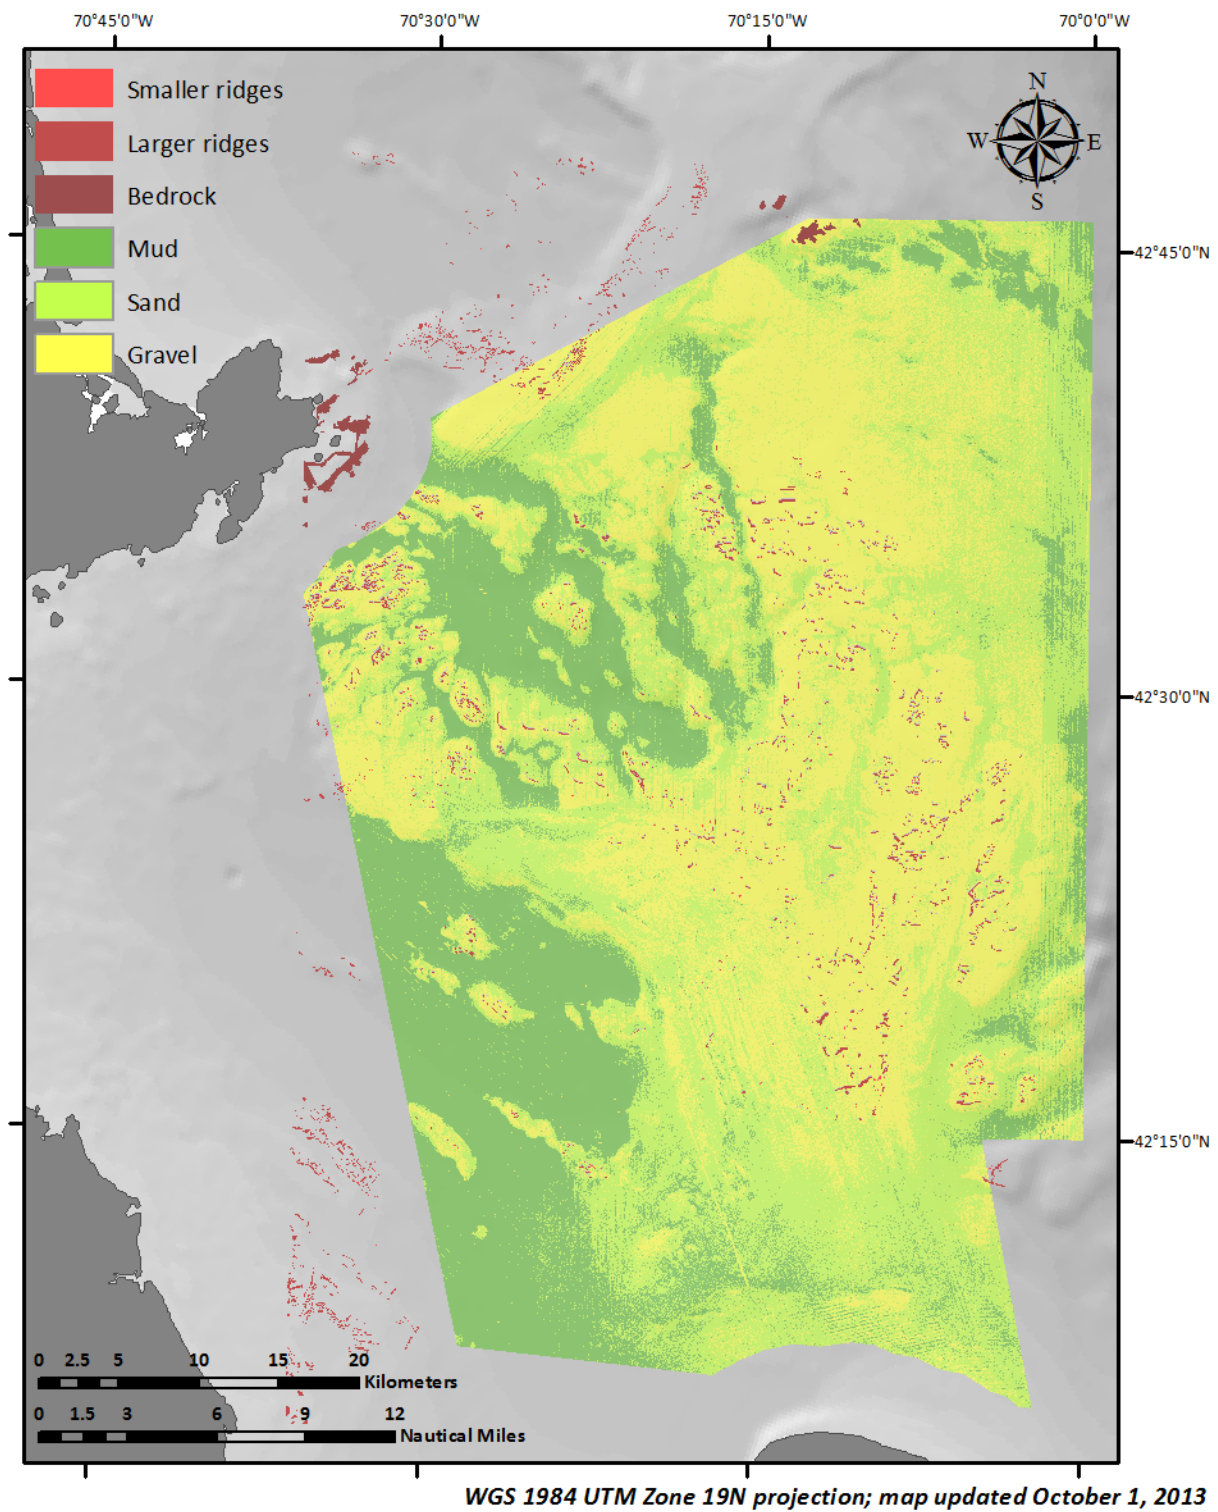 70°45'0"W 70°30'0"W 70°15'0"W 70°0'0"W
Smaller ridges
Larger ridges
Bedrock
Mud
Sand
Gravel
N
W E
S
42°45'0"N
42°30'0"N
42°15'0"N
0 2.5 5 10 15 20
Kilometers
0 1.5 3 6 9 12
Nautical Miles
WGS 1984 UTM Zone 19N projection; map updated October 1, 2013